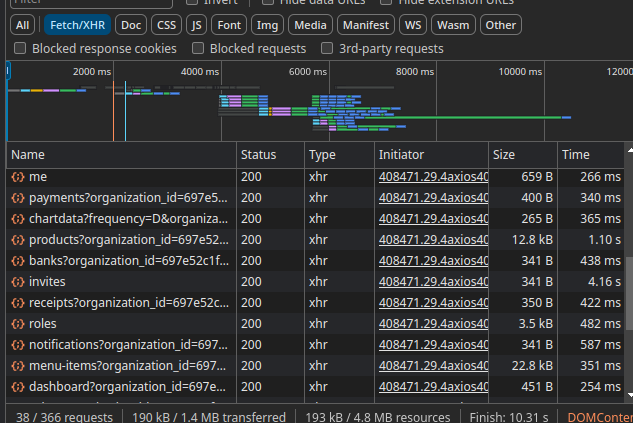 Filter
Invert
Hide data URLs
Hide extension URLs
All
Fetch/XHR
Doc
CSS
JS
Font
Img
Media
Manifest
WS
Wasm
Other
Blocked response cookies
Blocked requests
3rd-party requests
2000 ms
4000 ms
6000 ms
8000 ms
10000 ms
12000
Name Status Type Initiator Size Time
me 200 xhr 408471.29.4axios40 659 B 266 ms
payments?organization_id=697e5... 200 xhr 408471.29.4axios40 400 B 340 ms
chartdata?frequency=D&organiza... 200 xhr 408471.29.4axios40 265 B 365 ms
products?organization_id=697e52... 200 xhr 408471.29.4axios40 12.8 kB 1.10 s
banks?organization_id=697e52c1f... 200 xhr 408471.29.4axios40 341 B 438 ms
invites 200 xhr 408471.29.4axios40 341 B 4.16 s
receipts?organization_id=697e52c... 200 xhr 408471.29.4axios40 350 B 422 ms
roles 200 xhr 408471.29.4axios40 3.5 kB 482 ms
notifications?organization_id=697... 200 xhr 408471.29.4axios40 341 B 587 ms
menu-items?organization_id=697... 200 xhr 408471.29.4axios40 22.8 kB 351 ms
dashboard?organization_id=697e... 200 xhr 408471.29.4axios40 451 B 254 ms
38 / 366 requests
190 kB / 1.4 MB transferred
193 kB / 4.8 MB resources
Finish: 10.31 s
DOMConten